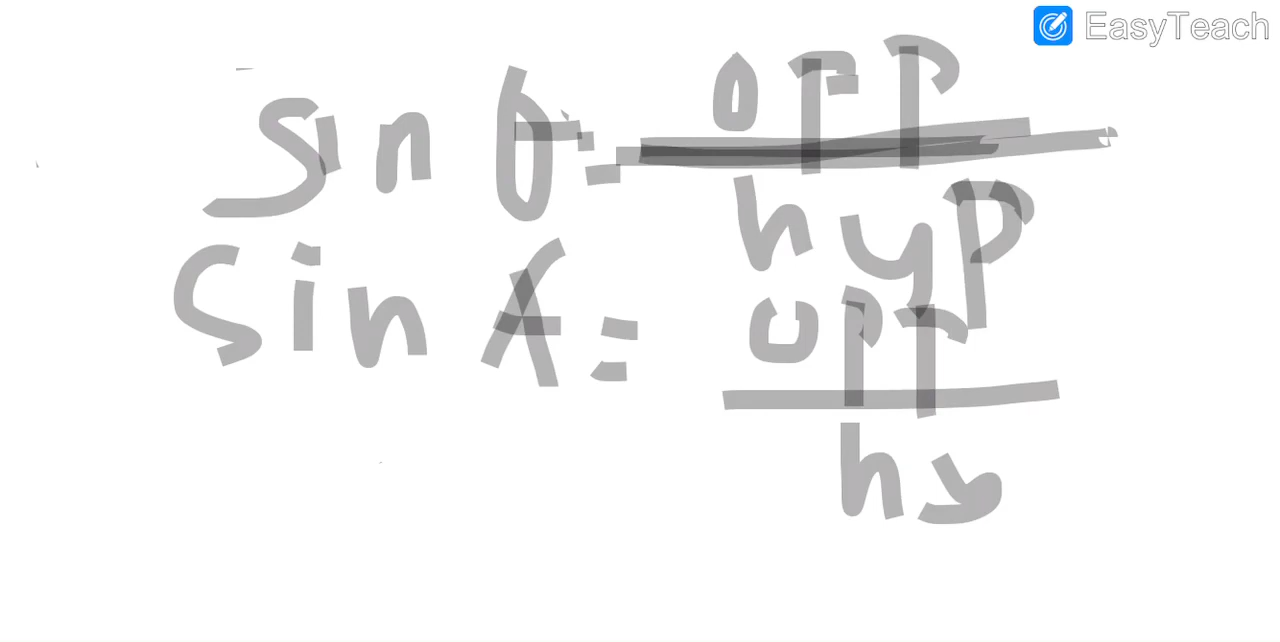 EasyTeach
sin θ = opp
hyp
sin A = opp
hy